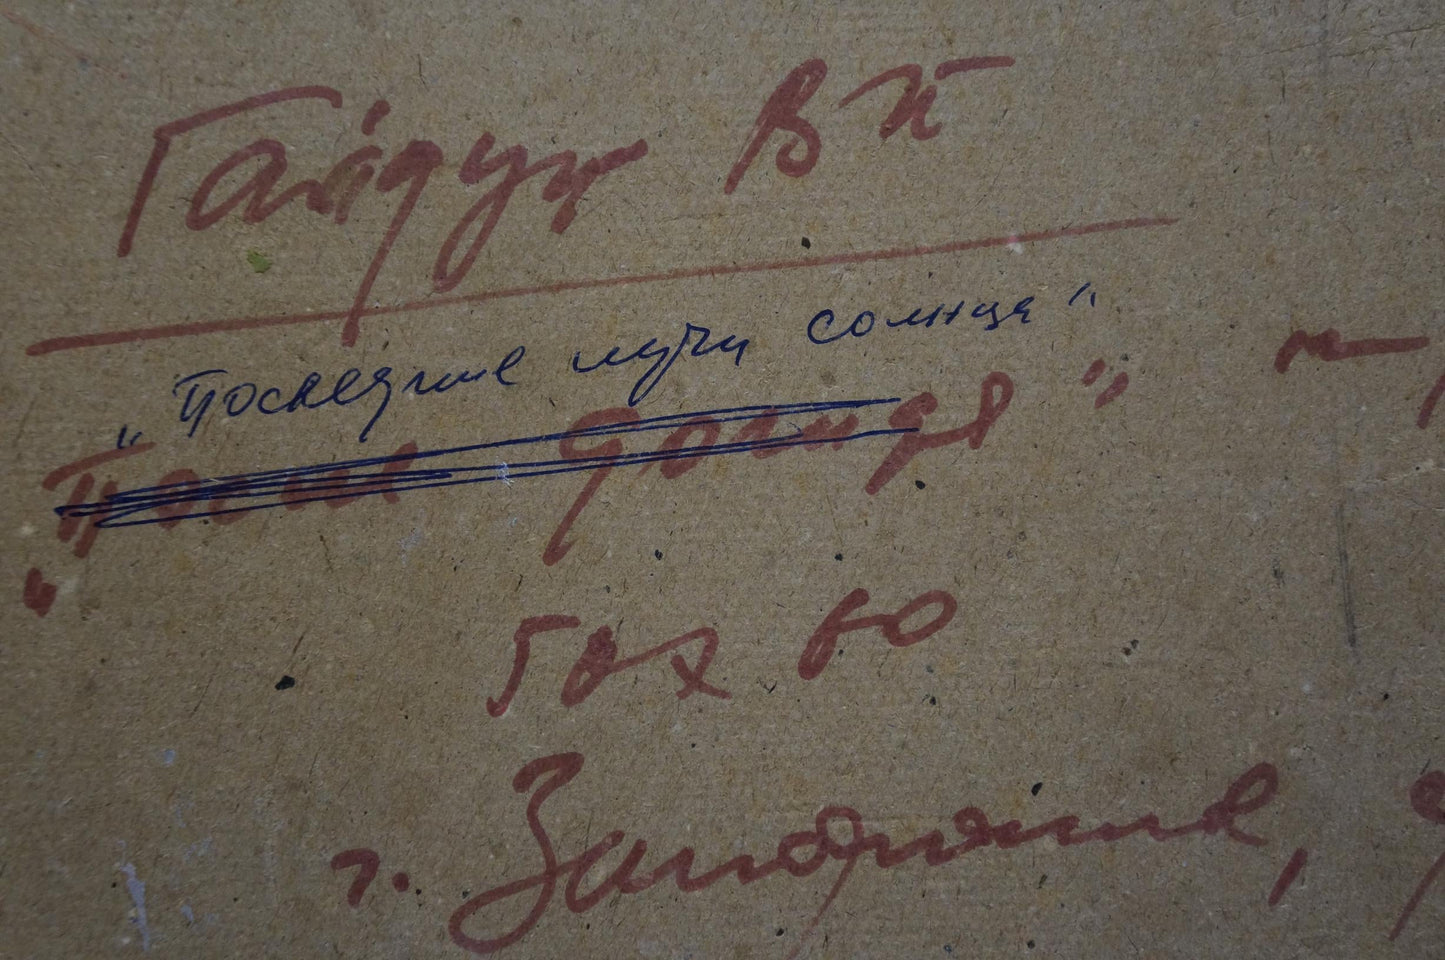 Гайдук В К
"Последние лучи солнца"
"После дождя"
50х60
г. Запорожье,